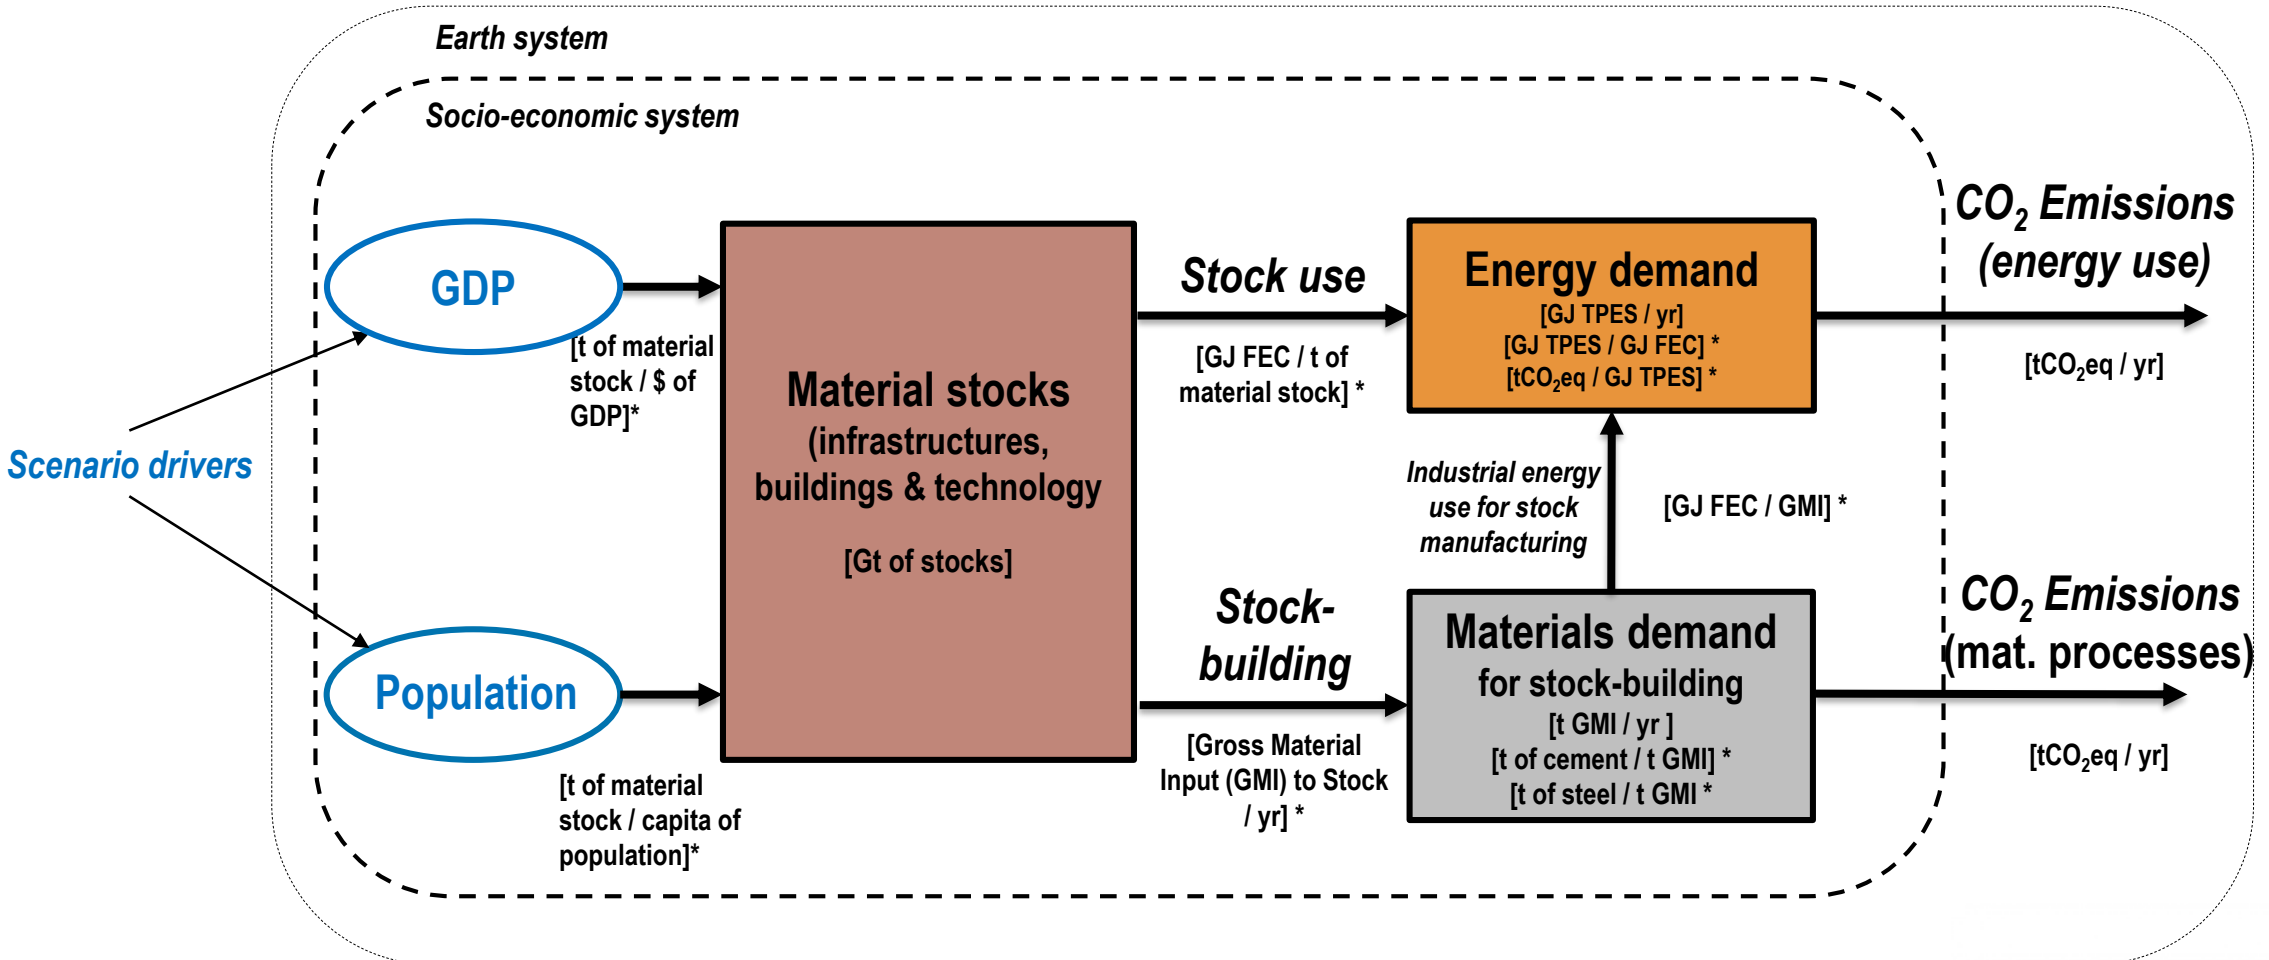 Earth system
Socio-economic system
Scenario drivers
GDP
[t of material
stock / $ of
GDP]*
Population
[t of material
stock / capita of
population]*
Material stocks
(infrastructures,
buildings & technology
[Gt of stocks]
Stock use
[GJ FEC / t of
material stock] *
Stock-
building
[Gross Material
Input (GMI) to Stock
/ yr] *
Energy demand
[GJ TPES / yr]
[GJ TPES / GJ FEC] *
[tCO₂eq / GJ TPES] *
Industrial energy
use for stock
manufacturing
[GJ FEC / GMI] *
Materials demand
for stock-building
[t GMI / yr ]
[t of cement / t GMI] *
[t of steel / t GMI *
CO₂ Emissions
(energy use)
[tCO₂eq / yr]
CO₂ Emissions
(mat. processes)
[tCO₂eq / yr]